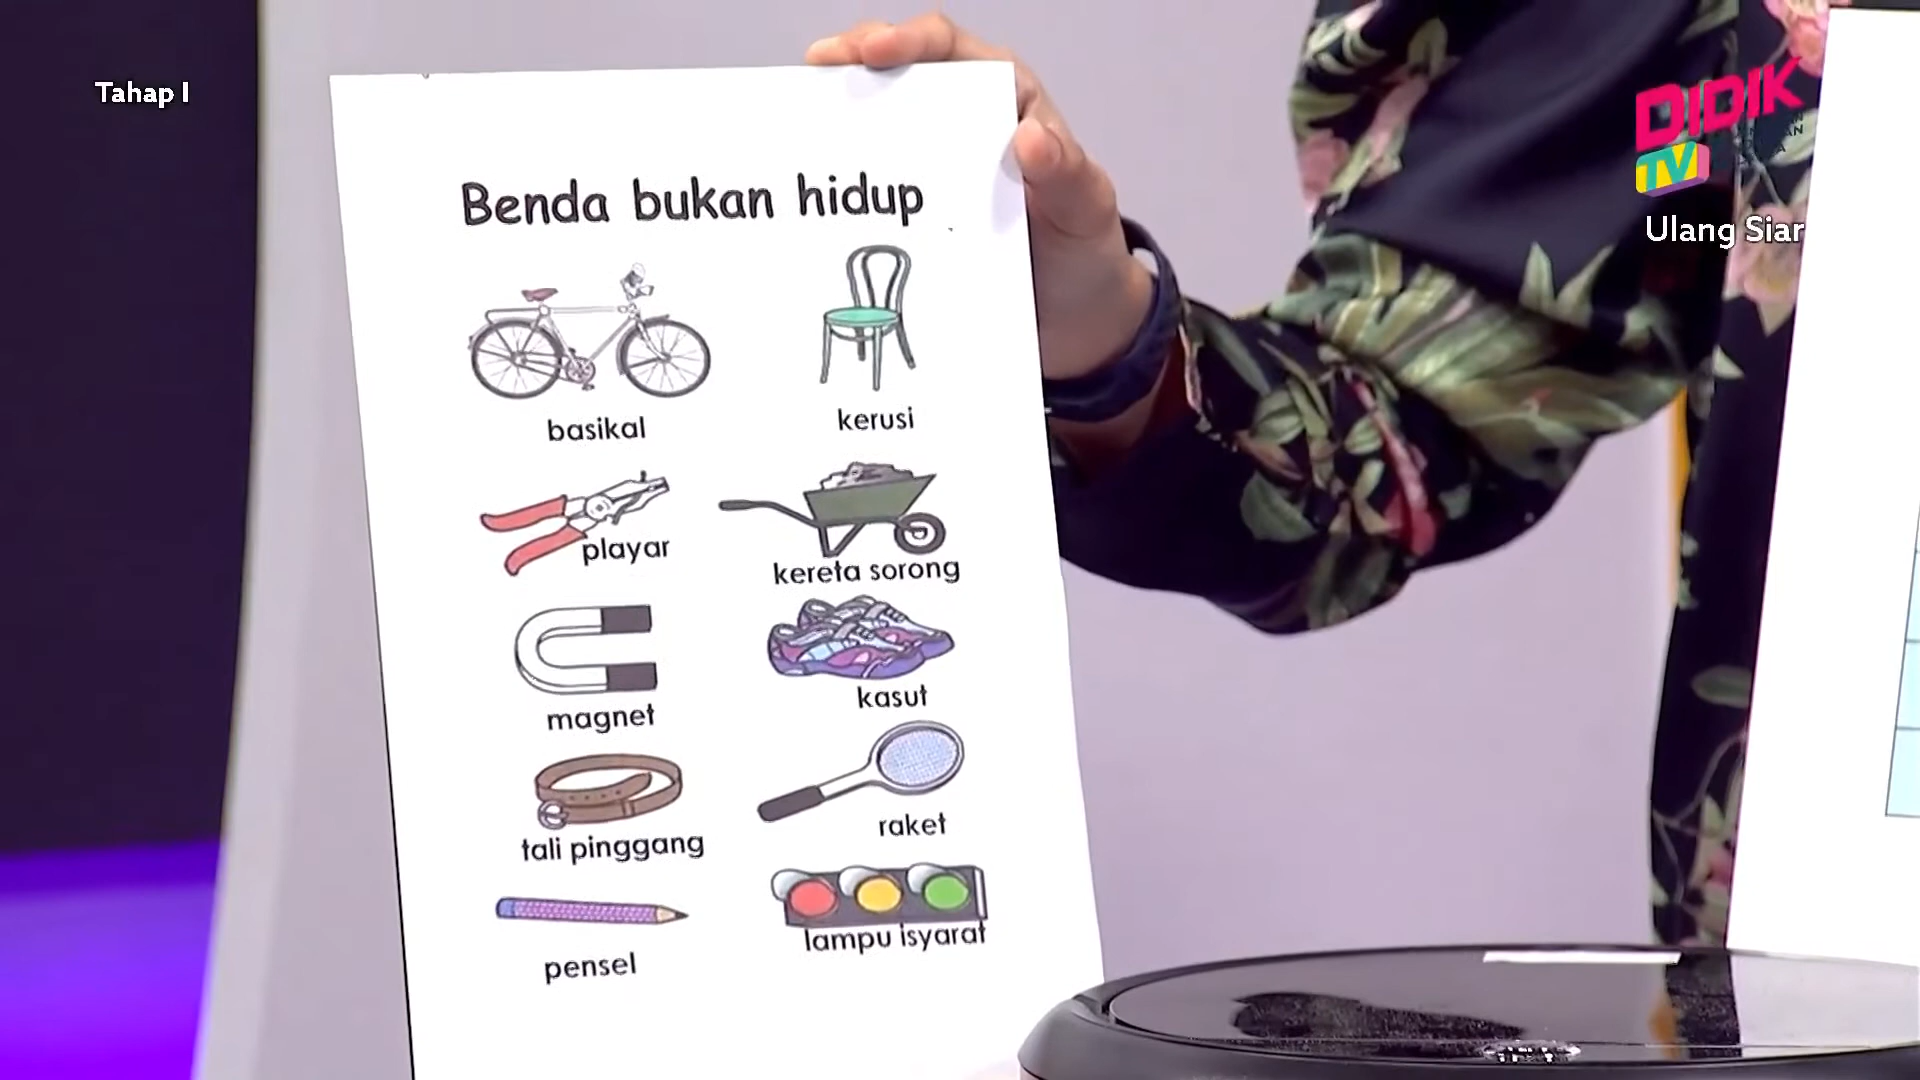 Tahap I
DIDIK
TV
Ulang Siar
Benda bukan hidup
basikal
kerusi
playar
kereta sorong
magnet
kasut
tali pinggang
raket
pensel
lampu isyarat